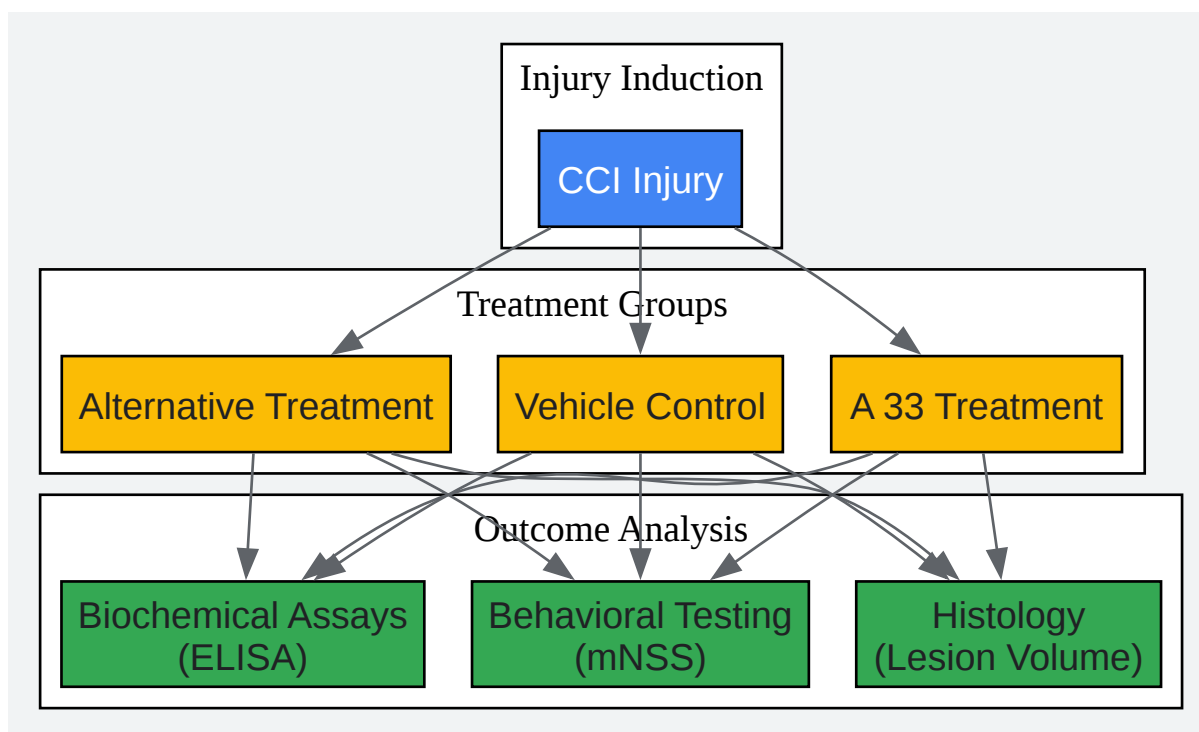 Injury Induction
CCI Injury
Treatment Groups
Alternative Treatment
Vehicle Control
A 33 Treatment
Outcome Analysis
Biochemical Assays
(ELISA)
Behavioral Testing
(mNSS)
Histology
(Lesion Volume)